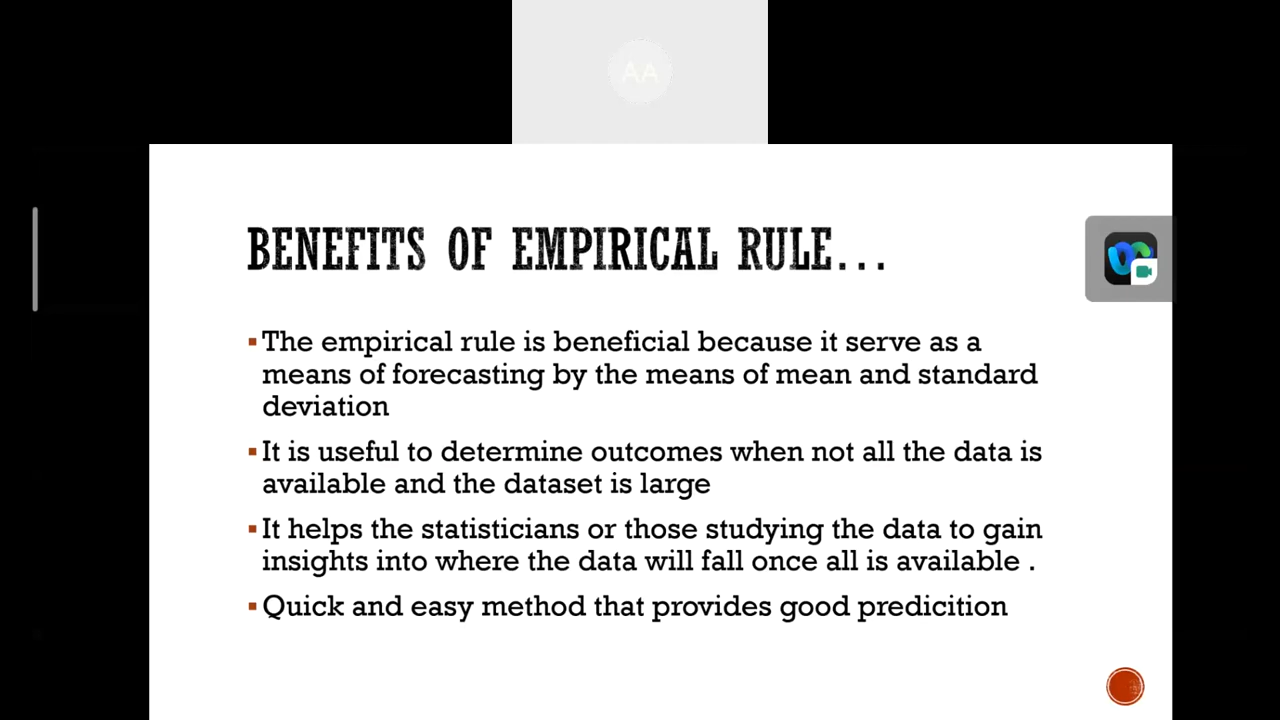 AA
BENEFITS OF EMPIRICAL RULE...
▪The empirical rule is beneficial because it serve as a
means of forecasting by the means of mean and standard
deviation
▪It is useful to determine outcomes when not all the data is
available and the dataset is large
▪It helps the statisticians or those studying the data to gain
insights into where the data will fall once all is available .
▪Quick and easy method that provides good predicition